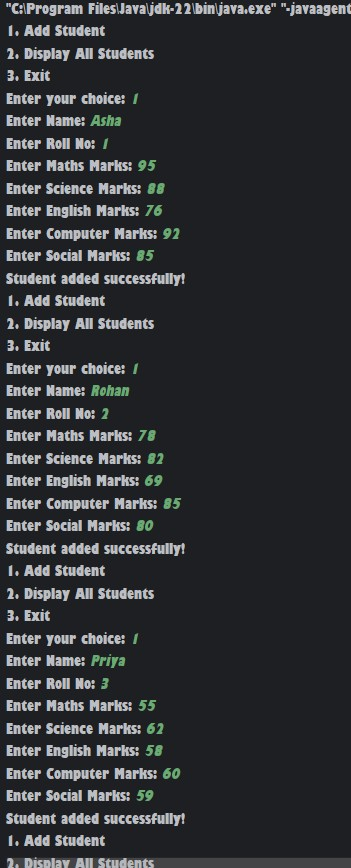 "C:\Program Files\Java\jdk-22\bin\java.exe" "-javaagent
1. Add Student
2. Display All Students
3. Exit
Enter your choice: 1
Enter Name: Asha
Enter Roll No: 1
Enter Maths Marks: 95
Enter Science Marks: 88
Enter English Marks: 76
Enter Computer Marks: 92
Enter Social Marks: 85
Student added successfully!
1. Add Student
2. Display All Students
3. Exit
Enter your choice: 1
Enter Name: Rohan
Enter Roll No: 2
Enter Maths Marks: 78
Enter Science Marks: 82
Enter English Marks: 69
Enter Computer Marks: 85
Enter Social Marks: 80
Student added successfully!
1. Add Student
2. Display All Students
3. Exit
Enter your choice: 1
Enter Name: Priya
Enter Roll No: 3
Enter Maths Marks: 55
Enter Science Marks: 62
Enter English Marks: 58
Enter Computer Marks: 60
Enter Social Marks: 59
Student added successfully!
1. Add Student
2. Display All Students